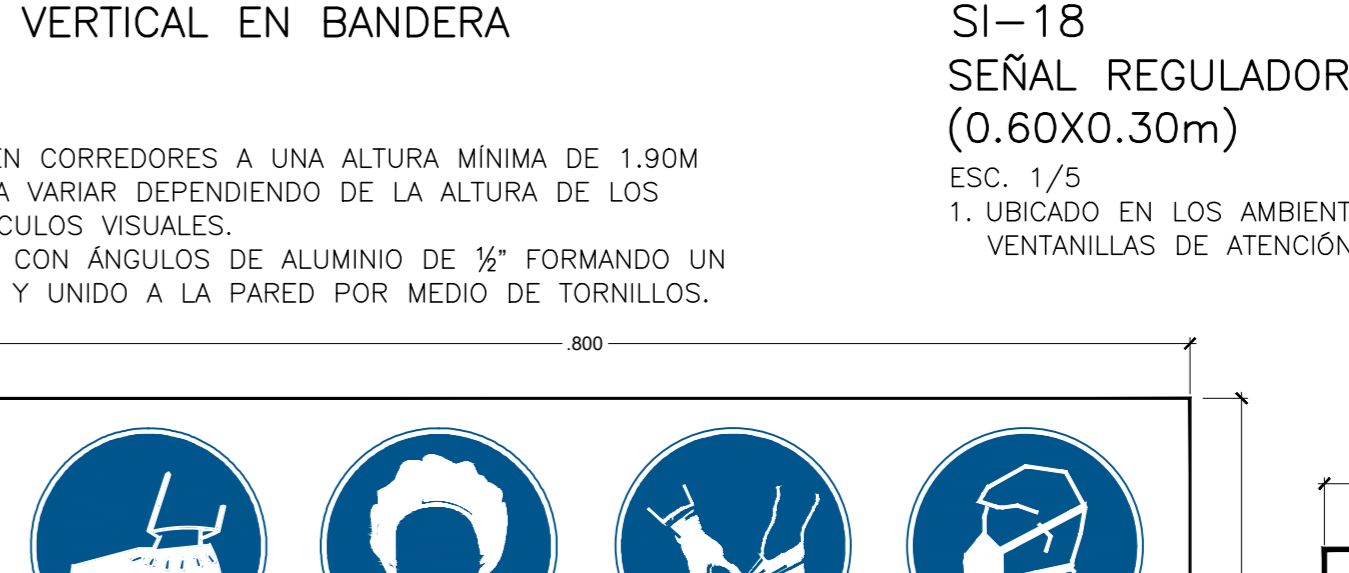 VERTICAL EN BANDERA
EN CORREDORES A UNA ALTURA MÍNIMA DE 1.90M
A VARIAR DEPENDIENDO DE LA ALTURA DE LOS
CULOS VISUALES.
CON ÁNGULOS DE ALUMINIO DE ½" FORMANDO UN
Y UNIDO A LA PARED POR MEDIO DE TORNILLOS.
SI-18
SEÑAL REGULADOR
(0.60X0.30m)
ESC. 1/5
1. UBICADO EN LOS AMBIENT
VENTANILLAS DE ATENCIÓN
.800